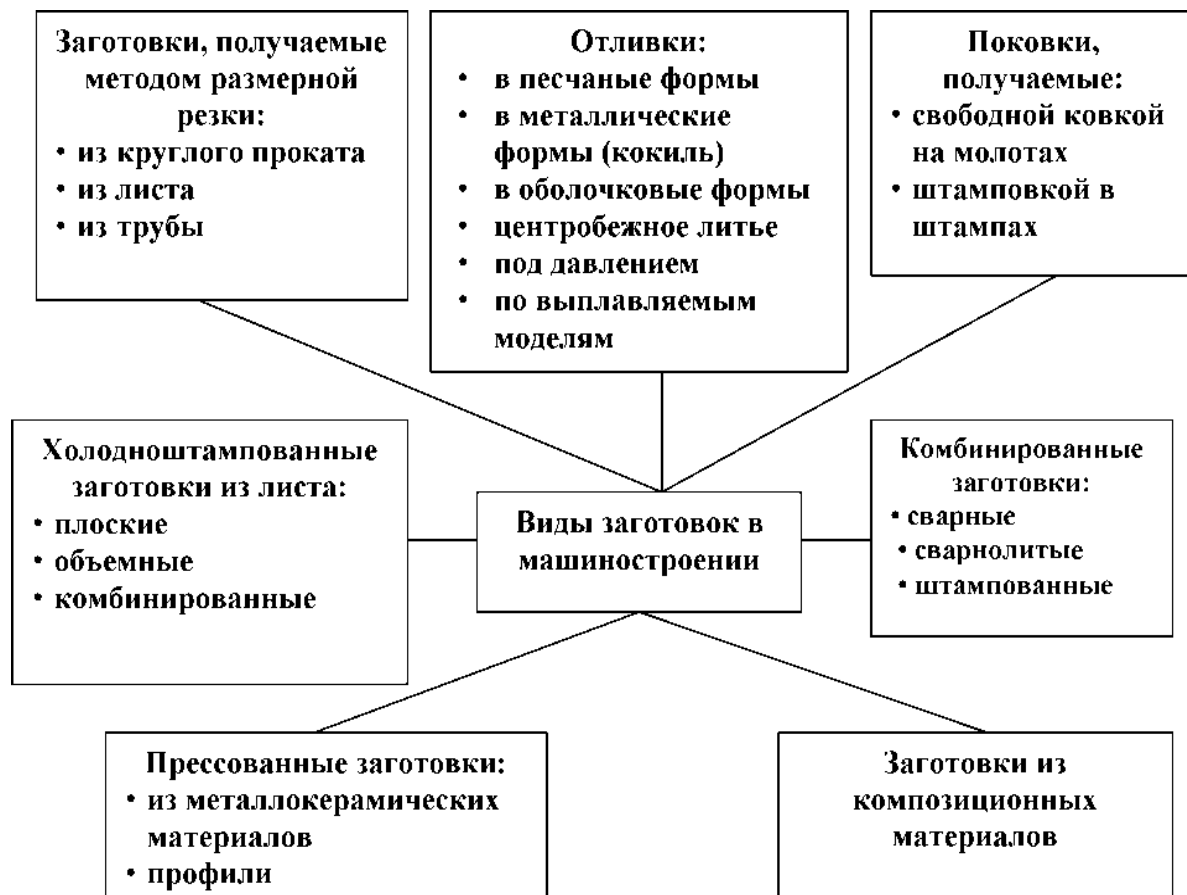 Заготовки, получаемые
методом размерной
резки:
• из круглого проката
• из листа
• из трубы
Отливки:
• в песчаные формы
• в металлические
формы (кокиль)
• в оболочковые формы
• центробежное литье
• под давлением
• по выплавляемым
моделям
Поковки,
получаемые:
• свободной ковкой
на молотах
• штамповкой в
штампах
Холодноштампованные
заготовки из листа:
• плоские
• объемные
• комбинированные
Виды заготовок в
машиностроении
Комбинированные
заготовки:
• сварные
• сварнолитые
• штампованные
Прессованные заготовки:
• из металлокерамических
материалов
• профили
Заготовки из
композиционных
материалов